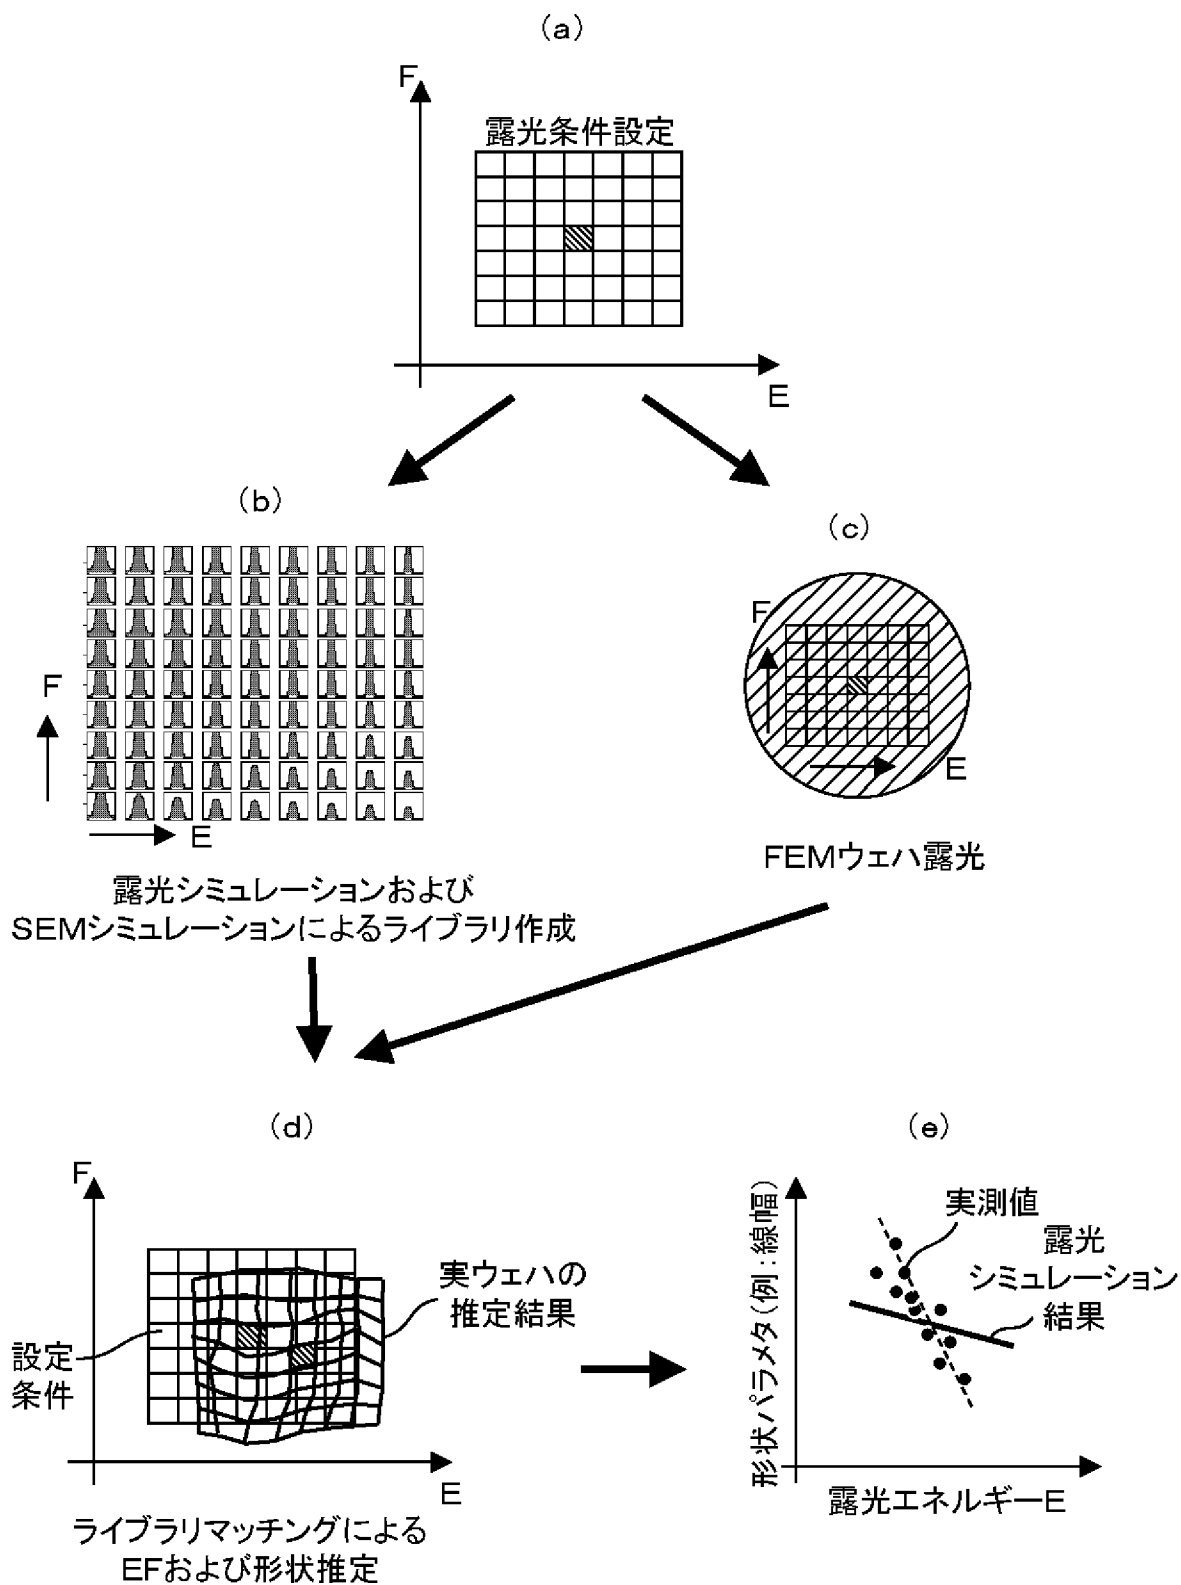 (a)
F
露光条件設定
E
(b)
F
E
露光シミュレーションおよび
SEMシミュレーションによるライブラリ作成
(c)
F
E
FEMウェハ露光
(d)
F
設定
条件
実ウェハの
推定結果
E
ライブラリマッチングによる
EFおよび形状推定
(e)
形状パラメタ(例:線幅)
実測値
露光
シミュレーション
結果
露光エネルギーE